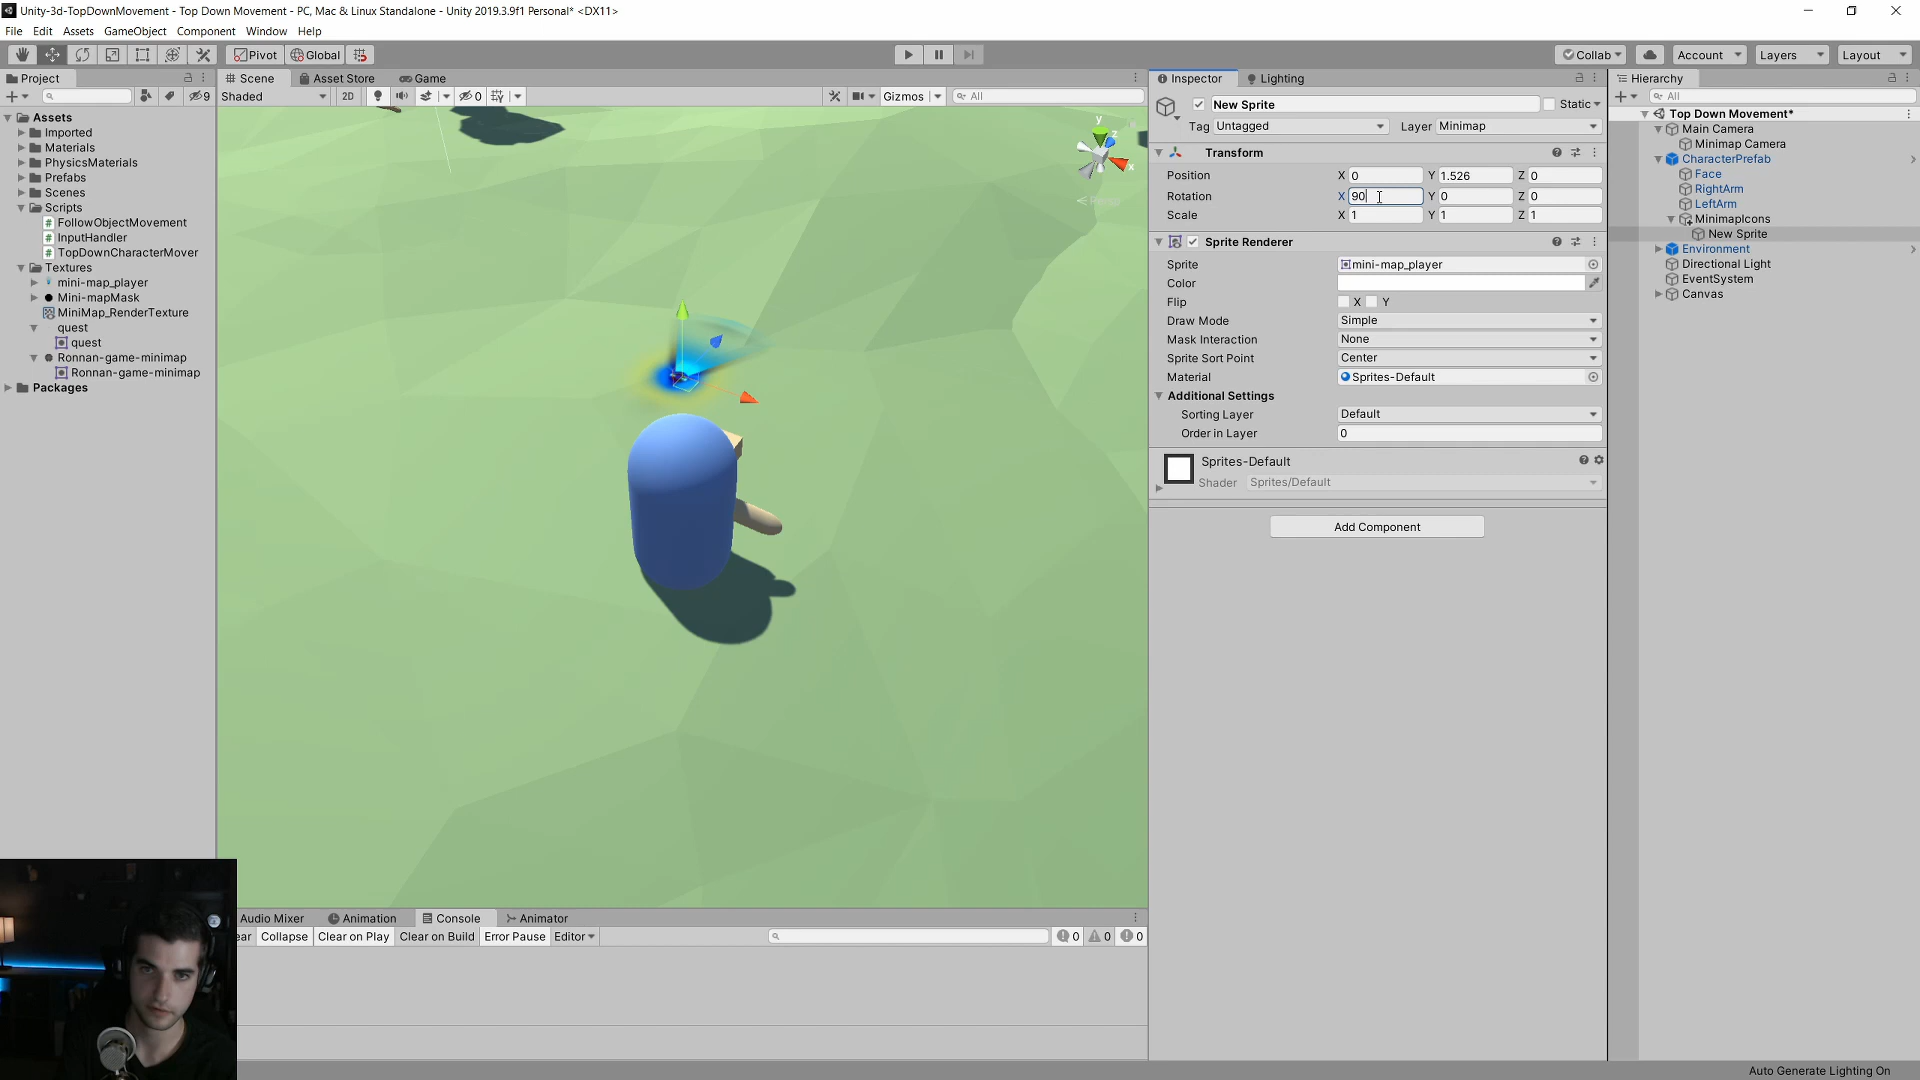 Unity-3d-TopDownMovement - Top Down Movement - PC, Mac & Linux Standalone - Unity 2019.3.9f1 Personal* <DX11>
File Edit Assets GameObject Component Window Help
Pivot Global Collab Account Layers Layout
Project
9
Assets
Imported
Materials
PhysicsMaterials
Prefabs
Scenes
Scripts
FollowObjectMovement
InputHandler
TopDownCharacterMover
Textures
mini-map_player
Mini-mapMask
MiniMap_RenderTexture
quest
quest
Ronnan-game-minimap
Ronnan-game-minimap
Packages
Scene Asset Store Game
Shaded 2D 0 Gizmos All
y
z
x
Persp
Audio Mixer Animation Console Animator
ear Collapse Clear on Play Clear on Build Error Pause Editor 0 0 0
Inspector Lighting
New Sprite Static
Tag Untagged Layer Minimap
Transform
Position X 0 Y 1.526 Z 0
Rotation X 90 Y 0 Z 0
Scale X 1 Y 1 Z 1
Sprite Renderer
Sprite mini-map_player
Color
Flip X Y
Draw Mode Simple
Mask Interaction None
Sprite Sort Point Center
Material Sprites-Default
Additional Settings
Sorting Layer Default
Order in Layer 0
Sprites-Default
Shader Sprites/Default
Add Component
Hierarchy
All
Top Down Movement*
Main Camera
Minimap Camera
CharacterPrefab
Face
RightArm
LeftArm
MinimapIcons
New Sprite
Environment
Directional Light
EventSystem
Canvas
Auto Generate Lighting On